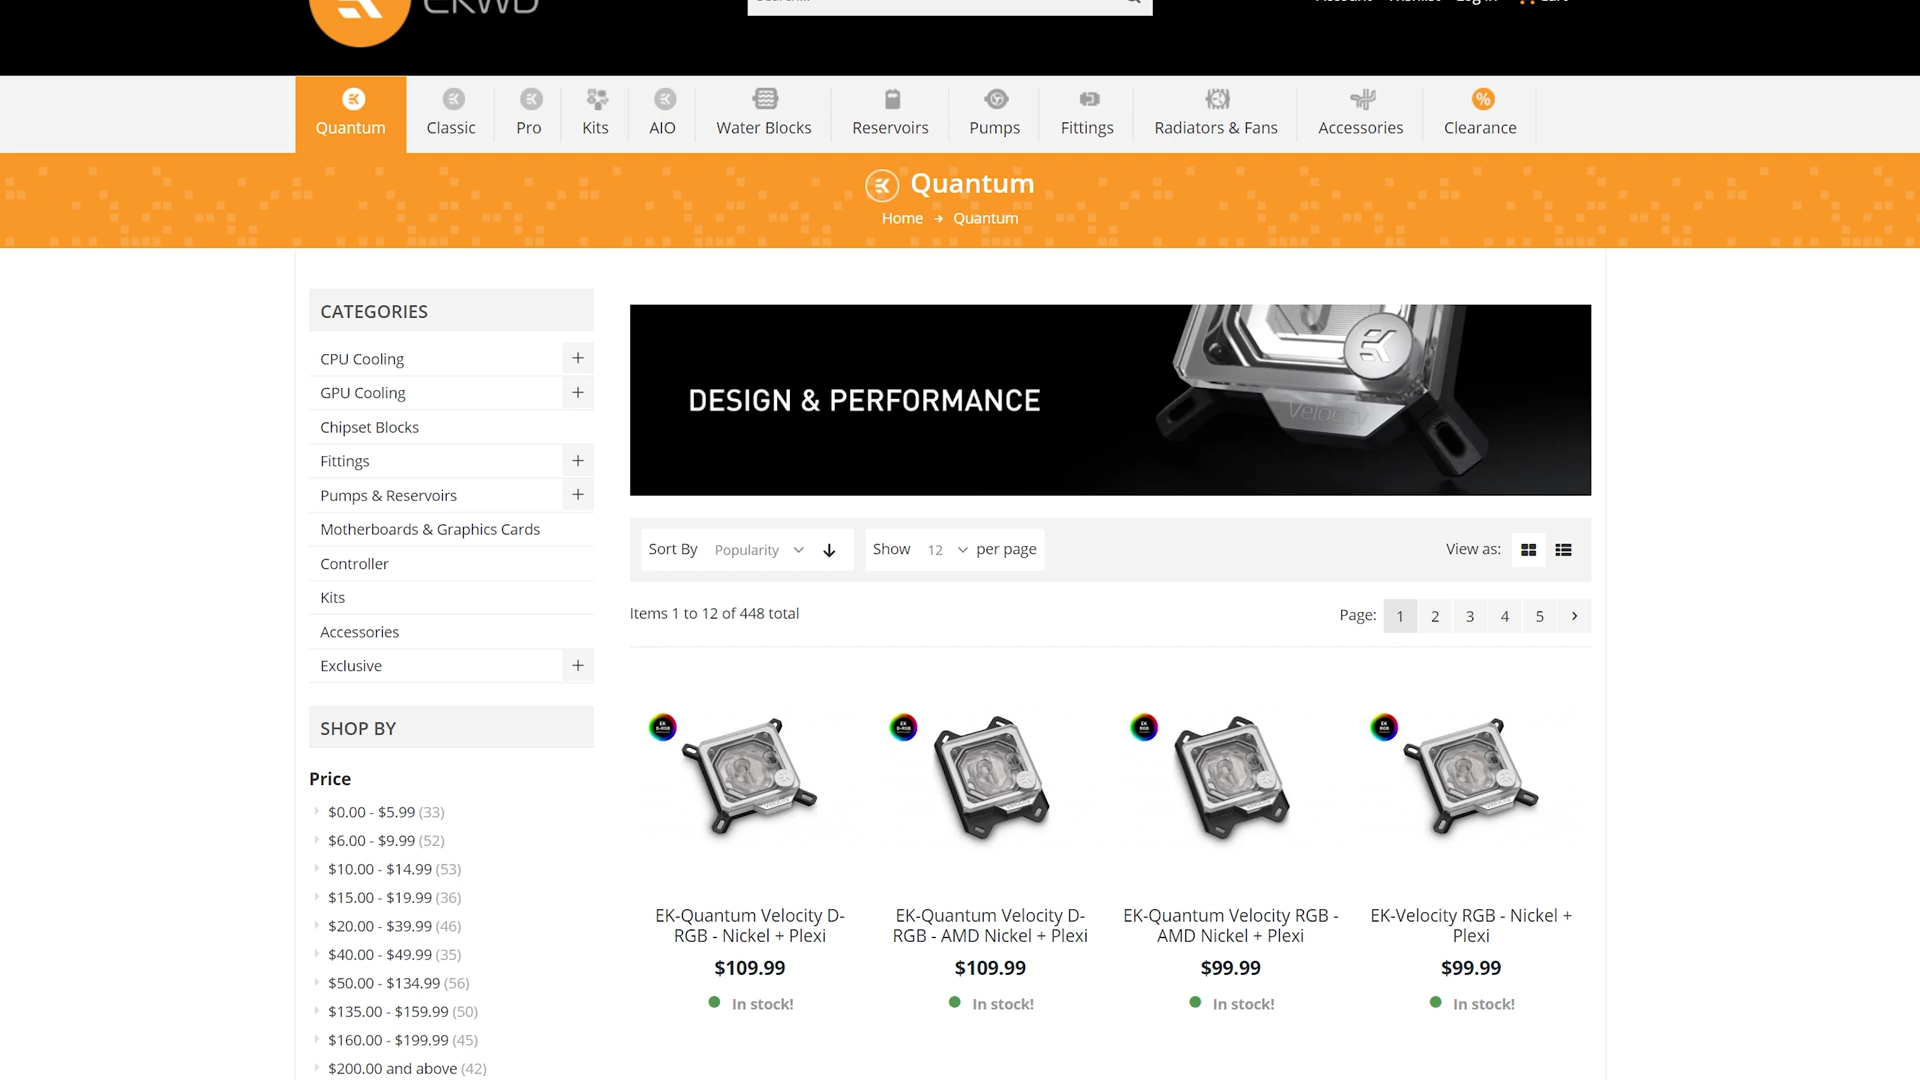 EKWB
Search...
Account Wishlist Log in Cart
Quantum
Classic
Pro
Kits
AIO
Water Blocks
Reservoirs
Pumps
Fittings
Radiators & Fans
Accessories
Clearance
Quantum
Home → Quantum
CATEGORIES
CPU Cooling +
GPU Cooling +
Chipset Blocks
Fittings +
Pumps & Reservoirs +
Motherboards & Graphics Cards
Controller
Kits
Accessories
Exclusive +
SHOP BY
Price
$0.00 - $5.99 (33)
$6.00 - $9.99 (52)
$10.00 - $14.99 (53)
$15.00 - $19.99 (36)
$20.00 - $39.99 (46)
$40.00 - $49.99 (35)
$50.00 - $134.99 (56)
$135.00 - $159.99 (50)
$160.00 - $199.99 (45)
$200.00 and above (42)
DESIGN & PERFORMANCE
Velocity
Sort By Popularity
Show 12 per page
View as:
Items 1 to 12 of 448 total
Page: 1 2 3 4 5
EK-Quantum Velocity D-
RGB - Nickel + Plexi
$109.99
In stock!
EK-Quantum Velocity D-
RGB - AMD Nickel + Plexi
$109.99
In stock!
EK-Quantum Velocity RGB -
AMD Nickel + Plexi
$99.99
In stock!
EK-Velocity RGB - Nickel +
Plexi
$99.99
In stock!